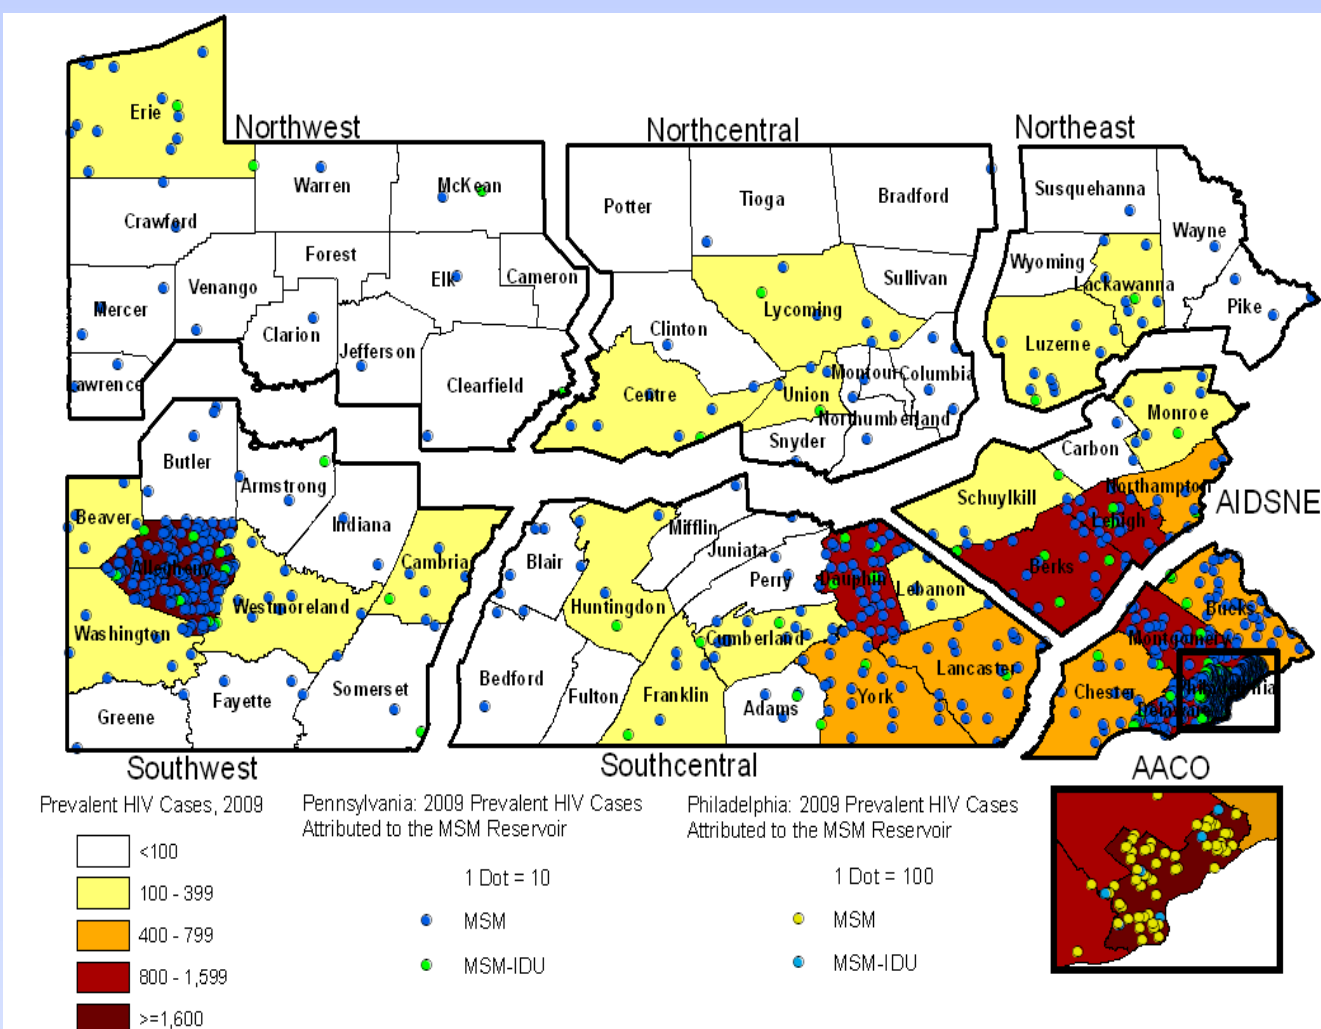 Northwest
Northcentral
Northeast
Erie
Warren
McKean
Crawford
Forest
Elk
Cameron
Venango
Mercer
Clarion
Jefferson
Lawrence
Clearfield
Potter
Tioga
Bradford
Sullivan
Lycoming
Clinton
Centre
Union
Montour
Columbia
Northumberland
Snyder
Susquehanna
Wayne
Wyoming
Lackawanna
Pike
Luzerne
Monroe
Carbon
Schuylkill
Northampton
Lehigh
Berks
AIDSNE
Butler
Armstrong
Beaver
Indiana
Allegheny
Cambria
Westmoreland
Washington
Fayette
Somerset
Greene
Southwest
Blair
Mifflin
Juniata
Perry
Dauphin
Lebanon
Huntingdon
Cumberland
Bedford
Fulton
Franklin
Adams
York
Lancaster
Southcentral
Bucks
Montgomery
Chester
Delaware
Philadelphia
AACO
Prevalent HIV Cases, 2009
<100
100 - 399
400 - 799
800 - 1,599
>=1,600
Pennsylvania: 2009 Prevalent HIV Cases
Attributed to the MSM Reservoir
1 Dot = 10
MSM
MSM-IDU
Philadelphia: 2009 Prevalent HIV Cases
Attributed to the MSM Reservoir
1 Dot = 100
MSM
MSM-IDU